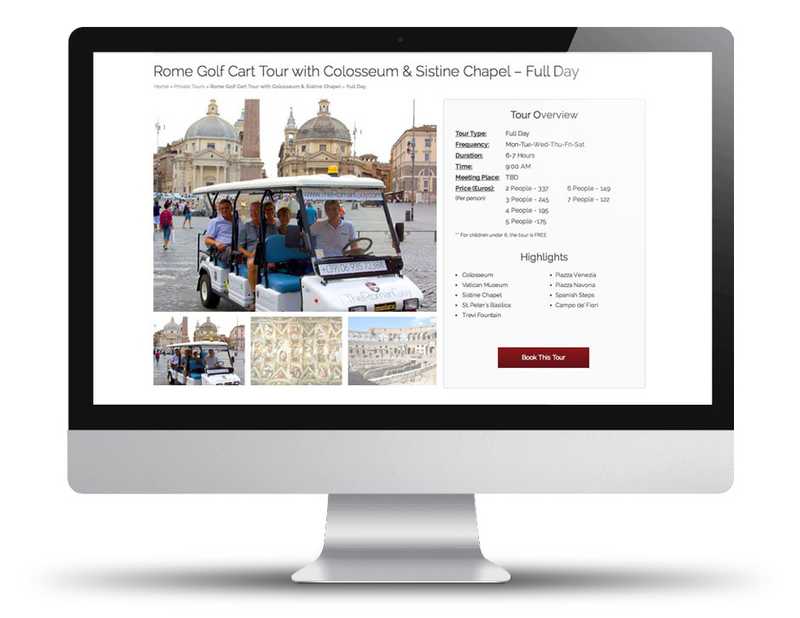 Rome Golf Cart Tour with Colosseum & Sistine Chapel – Full Day
Home » Private Tours » Rome Golf Cart Tour with Colosseum & Sistine Chapel – Full Day
Tour Overview
Tour Type: Full Day
Frequency: Mon-Tue-Wed-Thu-Fri-Sat
Duration: 6-7 Hours
Time: 9:00 AM
Meeting Place: TBD
Price (Euros): 2 People - 337 6 People - 149
(Per person) 3 People - 245 7 People - 122
4 People - 195
5 People -175
** For children under 6, the tour is FREE
Highlights
• Colosseum • Piazza Venezia
• Vatican Museum • Piazza Navona
• Sistine Chapel • Spanish Steps
• St. Peter's Basilica • Campo de' Fiori
• Trevi Fountain
Book This Tour
TheRomanGuy